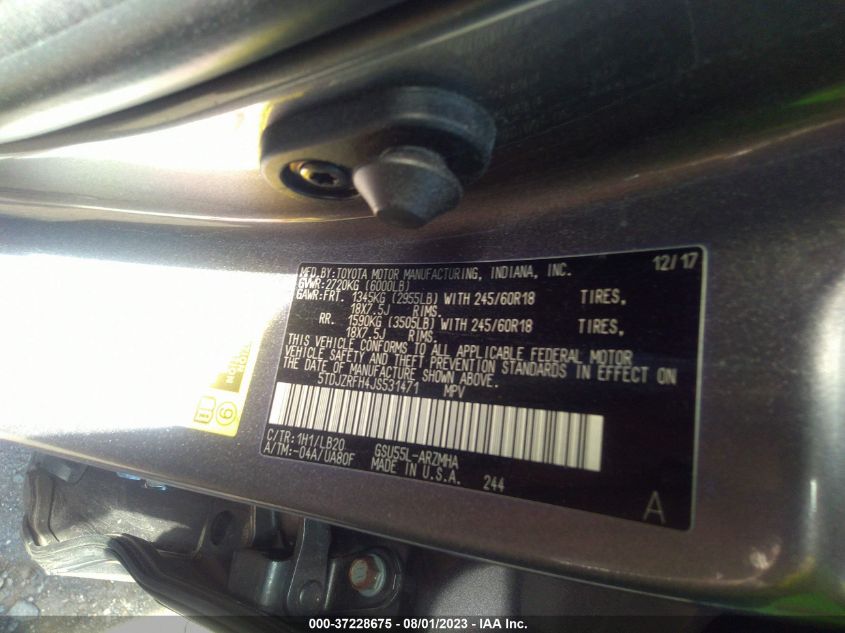 MFD. BY: TOYOTA MOTOR MANUFACTURING, INDIANA, INC. 12/17
GVWR: 2720KG (6000LB)
GAWR: FRT. 1345KG (2955LB) WITH 245/60R18 TIRES,
18X7.5J RIMS.
RR. 1590KG (3505LB) WITH 245/60R18 TIRES,
18X7.5J RIMS.
THIS VEHICLE CONFORMS TO ALL APPLICABLE FEDERAL MOTOR
VEHICLE SAFETY AND THEFT PREVENTION STANDARDS IN EFFECT ON
THE DATE OF MANUFACTURE SHOWN ABOVE.
5TDJZRFH4JS531471 MPV
C/TR: 1H1/LB20 GSU55L-ARZMHA
A/TM: -04A/UA80F MADE IN U.S.A. 244
A
000-37228675 / 08/01/2023 - IAA Inc.